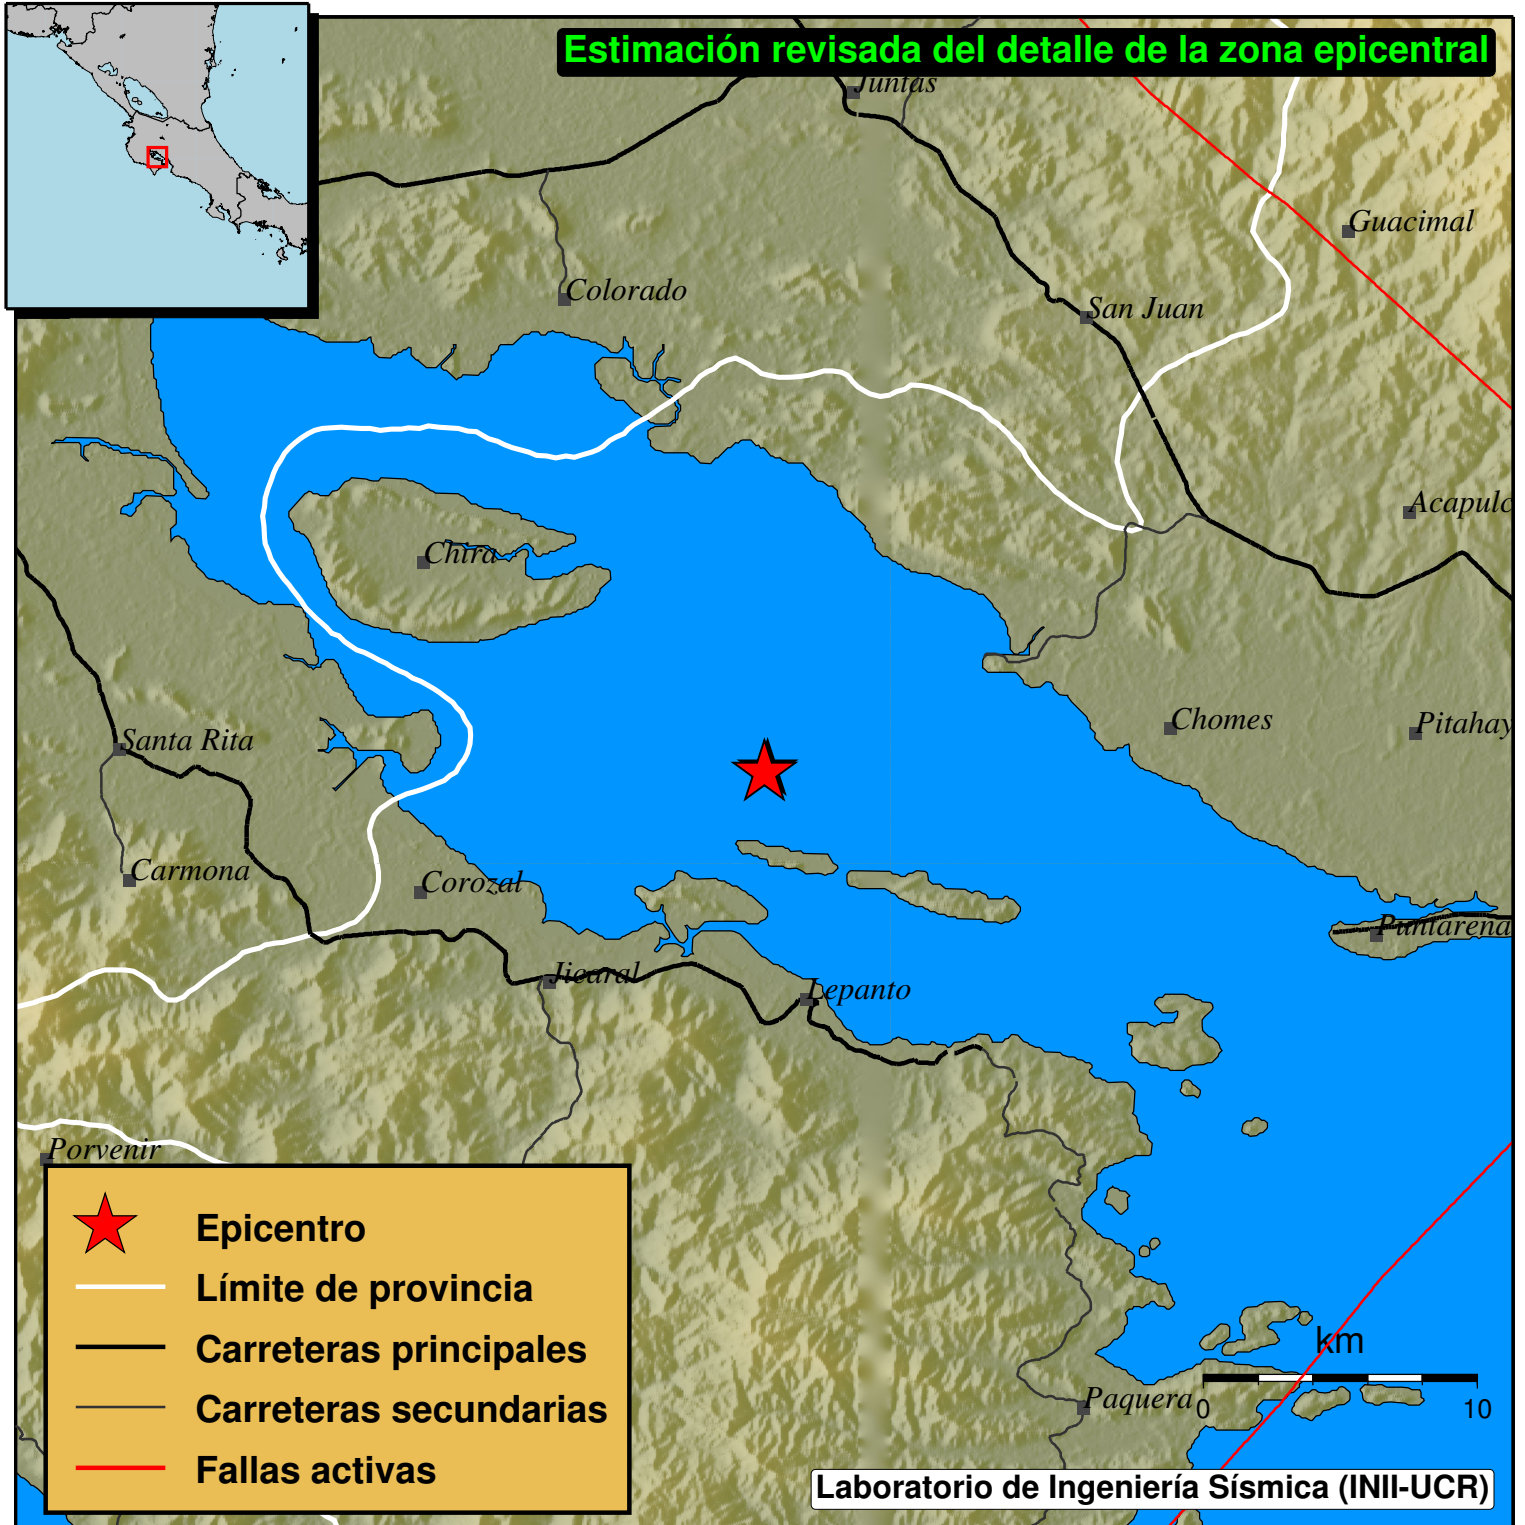 Estimación revisada del detalle de la zona epicentral
Juntas
Guacimal
Colorado
San Juan
Acapulc
Chira
Chomes
Pitahay
Santa Rita
Carmona
Corozal
Puntarena
Jicaral
Lepanto
Porvenir
Epicentro
Límite de provincia
Carreteras principales
Carreteras secundarias
Fallas activas
km
Paquera
0 10
Laboratorio de Ingeniería Sísmica (INII-UCR)